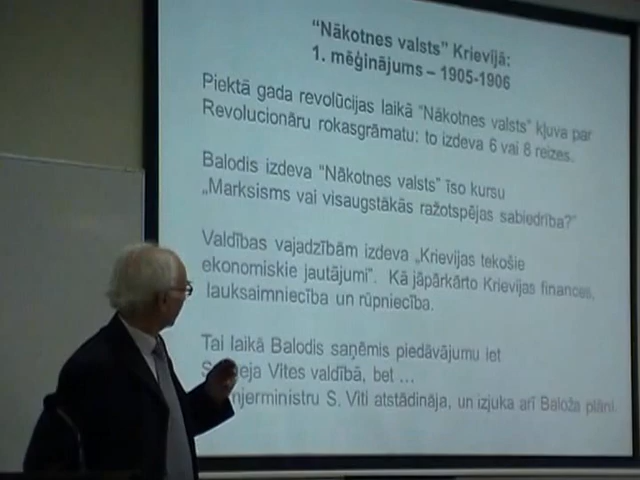 “Nākotnes valsts” Krievijā:
1. mēģinājums – 1905-1906
Piektā gada revolūcijas laikā “Nākotnes valsts” kļuva par
Revolucionāru rokasgrāmatu: to izdeva 6 vai 8 reizes.
Balodis izdeva “Nākotnes valsts” īso kursu
„Marksisms vai visaugstākās ražotspējas sabiedrība?”
Valdības vajadzībām izdeva „Krievijas tekošie
ekonomiskie jautājumi”. Kā jāpārkārto Krievijas finances,
lauksaimniecība un rūpniecība.
Tai laikā Balodis saņēmis piedāvājumu iet
Vites valdībā, bet ...
S. Viti atstādināja, un izjuka arī Baloža plāni.